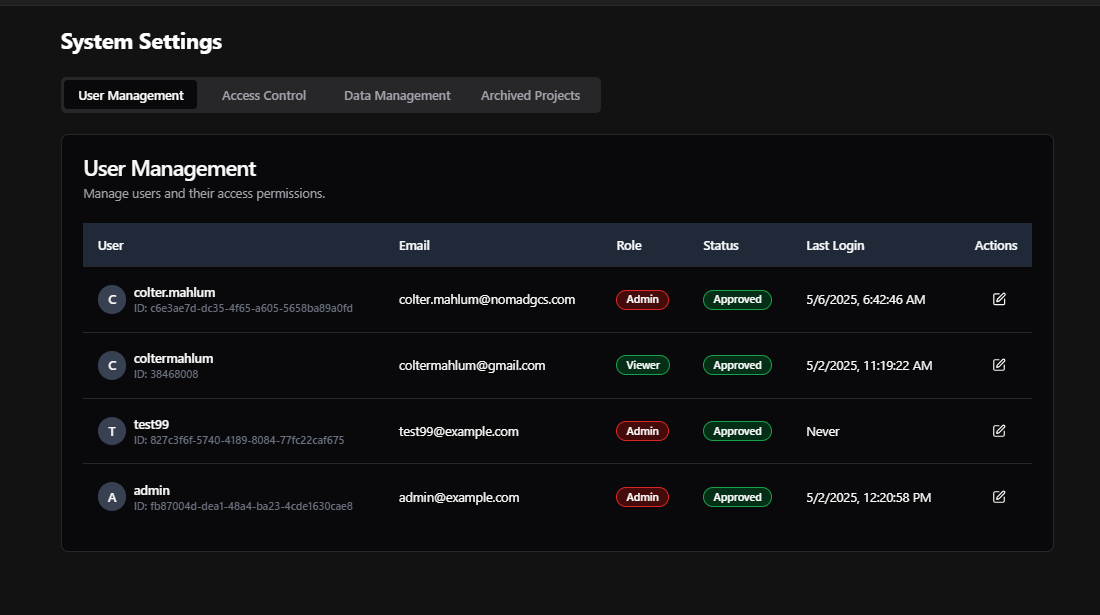 System Settings
User Management Access Control Data Management Archived Projects
User Management
Manage users and their access permissions.
User Email Role Status Last Login Actions
C colter.mahlum colter.mahlum@nomadgcs.com Admin Approved 5/6/2025, 6:42:46 AM
ID: c6e3ae7d-dc35-4f65-a605-5658ba89a0fd
C coltermahlum coltermahlum@gmail.com Viewer Approved 5/2/2025, 11:19:22 AM
ID: 38468008
T test99 test99@example.com Admin Approved Never
ID: 827c3f6f-5740-4189-8084-77fc22caf675
A admin admin@example.com Admin Approved 5/2/2025, 12:20:58 PM
ID: fb87004d-dea1-48a4-ba23-4cde1630cae8